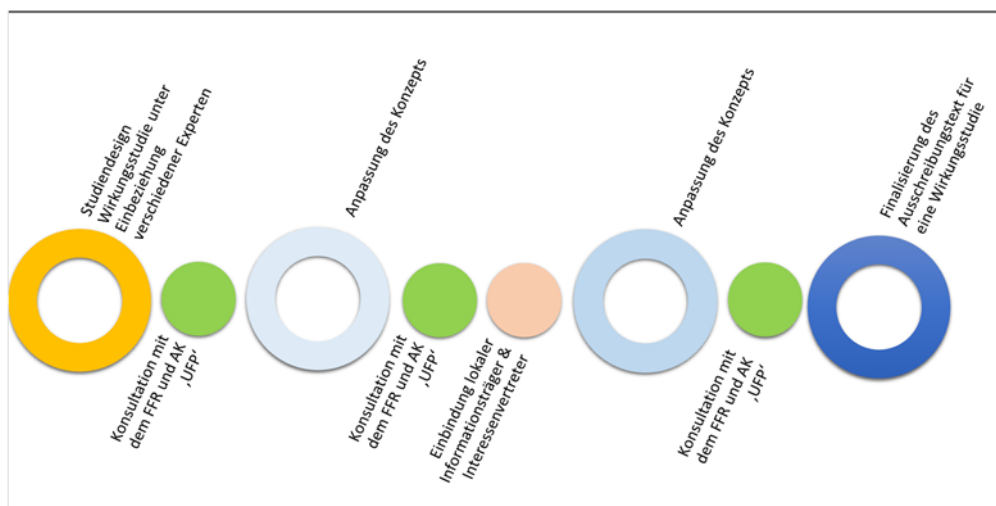 Studiendesign
Wirkungsstudie unter
Einbeziehung
verschiedener Experten
Konsultation mit
dem FFR und AK
‚UFP‘
Anpassung des Konzepts
Konsultation mit
dem FFR und AK
‚UFP‘
Einbindung lokaler
Informationsträger &
Interessenvertreter
Anpassung des Konzepts
Konsultation mit
dem FFR und AK
‚UFP‘
Finalisierung des
Ausschreibungstext für
eine Wirkungsstudie